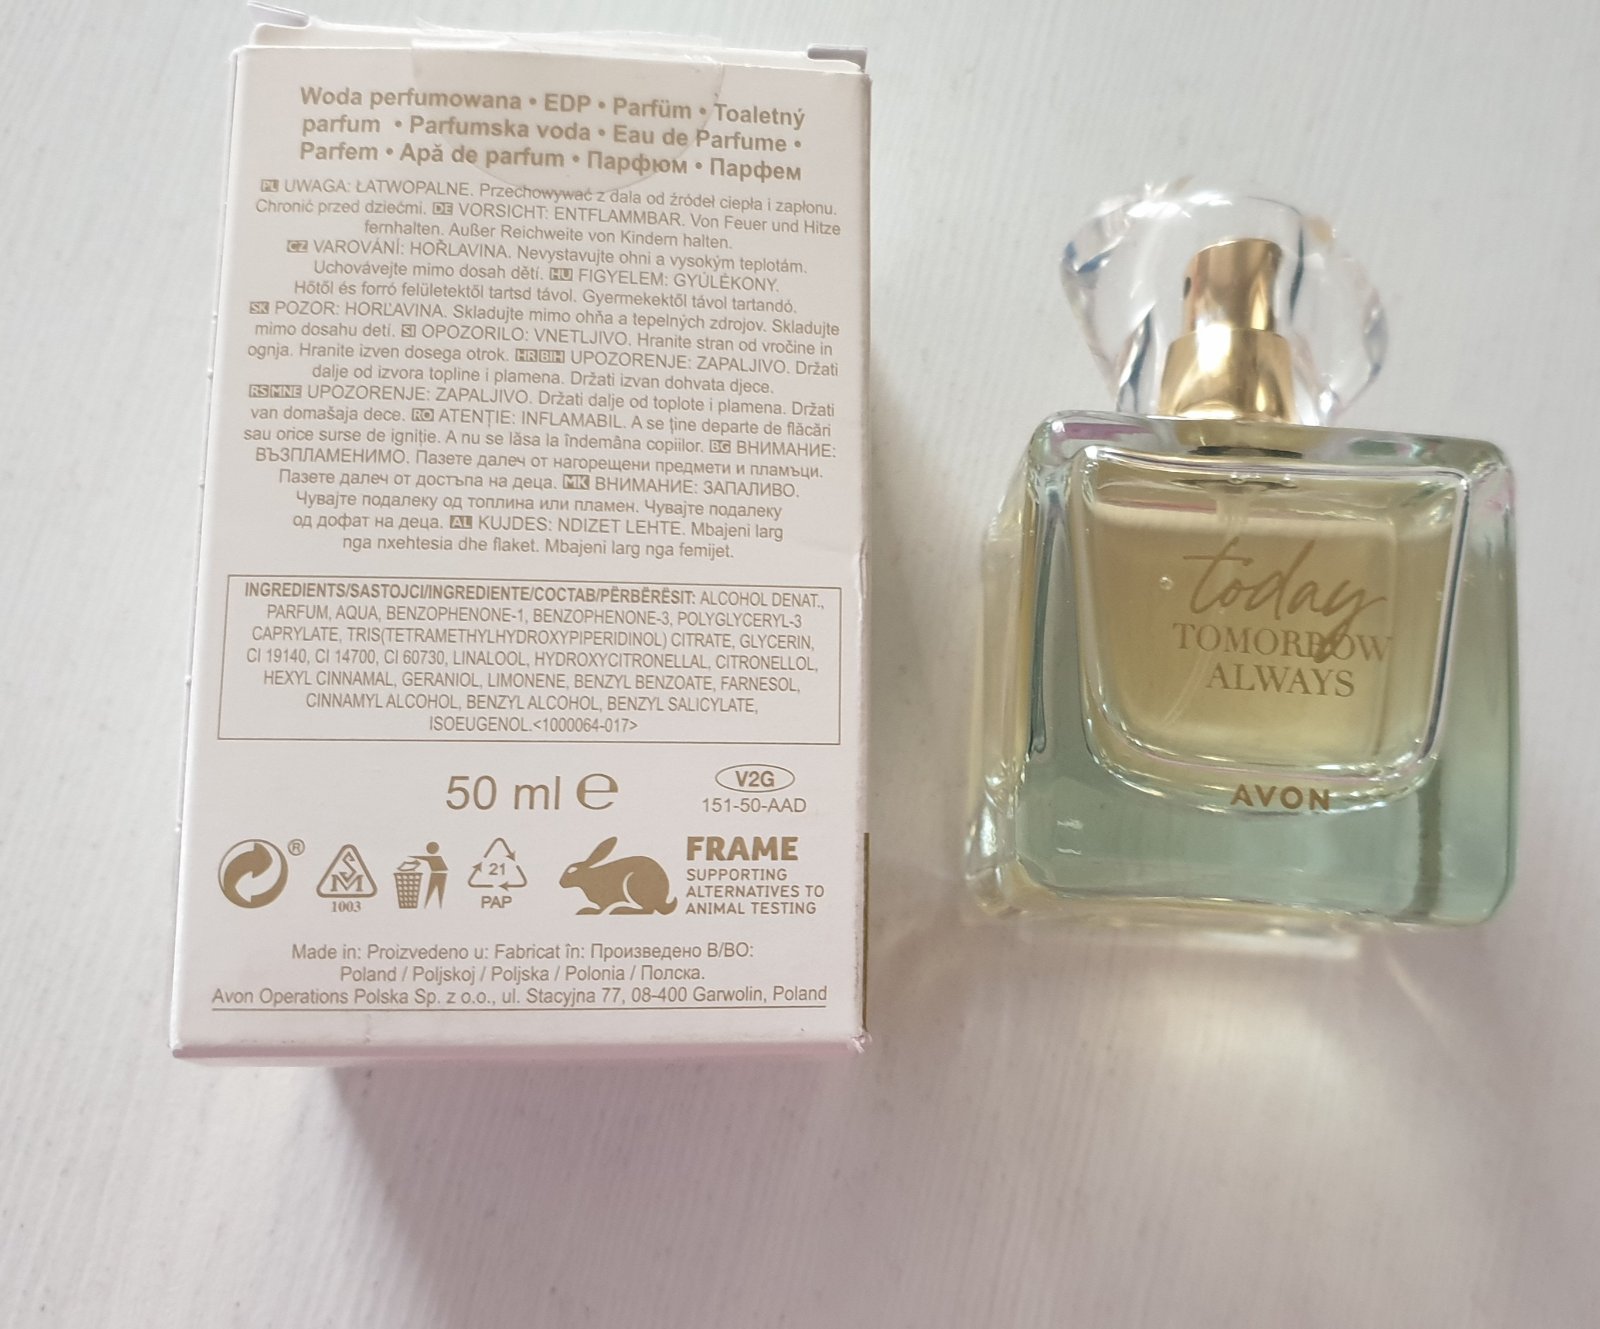 Woda perfumowana • EDP • Parfüm • Toaletný
parfum • Parfumska voda • Eau de Parfume •
Parfem • Apă de parfum • Парфюм • Парфем
PL UWAGA: ŁATWOPALNE. Przechowywać z dala od źródeł ciepła i zapłonu.
Chronić przed dziećmi. DE VORSICHT: ENTFLAMMBAR. Von Feuer und Hitze
fernhalten. Außer Reichweite von Kindern halten.
CZ VAROVÁNÍ: HOŘLAVINA. Nevystavujte ohni a vysokým teplotám.
Uchovávejte mimo dosah dětí. HU FIGYELEM: GYÚLÉKONY.
Hőtől és forró felületektől tartsd távol. Gyermekektől távol tartandó.
SK POZOR: HORĽAVINA. Skladujte mimo ohňa a tepelných zdrojov. Skladujte
mimo dosahu detí. SI OPOZORILO: VNETLJIVO. Hranite stran od vročine in
ognja. Hranite izven dosega otrok. HR BIH UPOZORENJE: ZAPALJIVO. Držati
dalje od izvora topline i plamena. Držati izvan dohvata djece.
RS MNE UPOZORENJE: ZAPALJIVO. Držati dalje od toplote i plamena. Držati
van domašaja dece. RO ATENȚIE: INFLAMABIL. A se ține departe de flăcări
sau orice surse de igniție. A nu se lăsa la îndemâna copiilor. BG ВНИМАНИЕ:
ВЪЗПЛАМЕНИМО. Пазете далеч от нагорещени предмети и пламъци.
Пазете далеч от достъпа на деца. MK ВНИМАНИЕ: ЗАПАЛИВО.
Чувајте подалеку од топлина или пламен. Чувајте подалеку
од дофат на деца. AL KUJDES: NDIZET LEHTE. Mbajeni larg
nga nxehtesia dhe flaket. Mbajeni larg nga femijet.
INGREDIENTS/SASTOJCI/INGREDIENTE/СОСТАВ/PËRBËRËSIT: ALCOHOL DENAT.,
PARFUM, AQUA, BENZOPHENONE-1, BENZOPHENONE-3, POLYGLYCERYL-3
CAPRYLATE, TRIS(TETRAMETHYLHYDROXYPIPERIDINOL) CITRATE, GLYCERIN,
CI 19140, CI 14700, CI 60730, LINALOOL, HYDROXYCITRONELLAL, CITRONELLOL,
HEXYL CINNAMAL, GERANIOL, LIMONENE, BENZYL BENZOATE, FARNESOL,
CINNAMYL ALCOHOL, BENZYL ALCOHOL, BENZYL SALICYLATE,
ISOEUGENOL.<1000064-017>
50 ml e
V2G
151-50-AAD
®
SM
1003
21
PAP
FRAME
SUPPORTING
ALTERNATIVES TO
ANIMAL TESTING
Made in: Proizvedeno u: Fabricat în: Произведено В/ВО:
Poland / Poljskoj / Poljska / Polonia / Полска.
Avon Operations Polska Sp. z o.o., ul. Stacyjna 77, 08-400 Garwolin, Poland
today
TOMORROW
ALWAYS
AVON